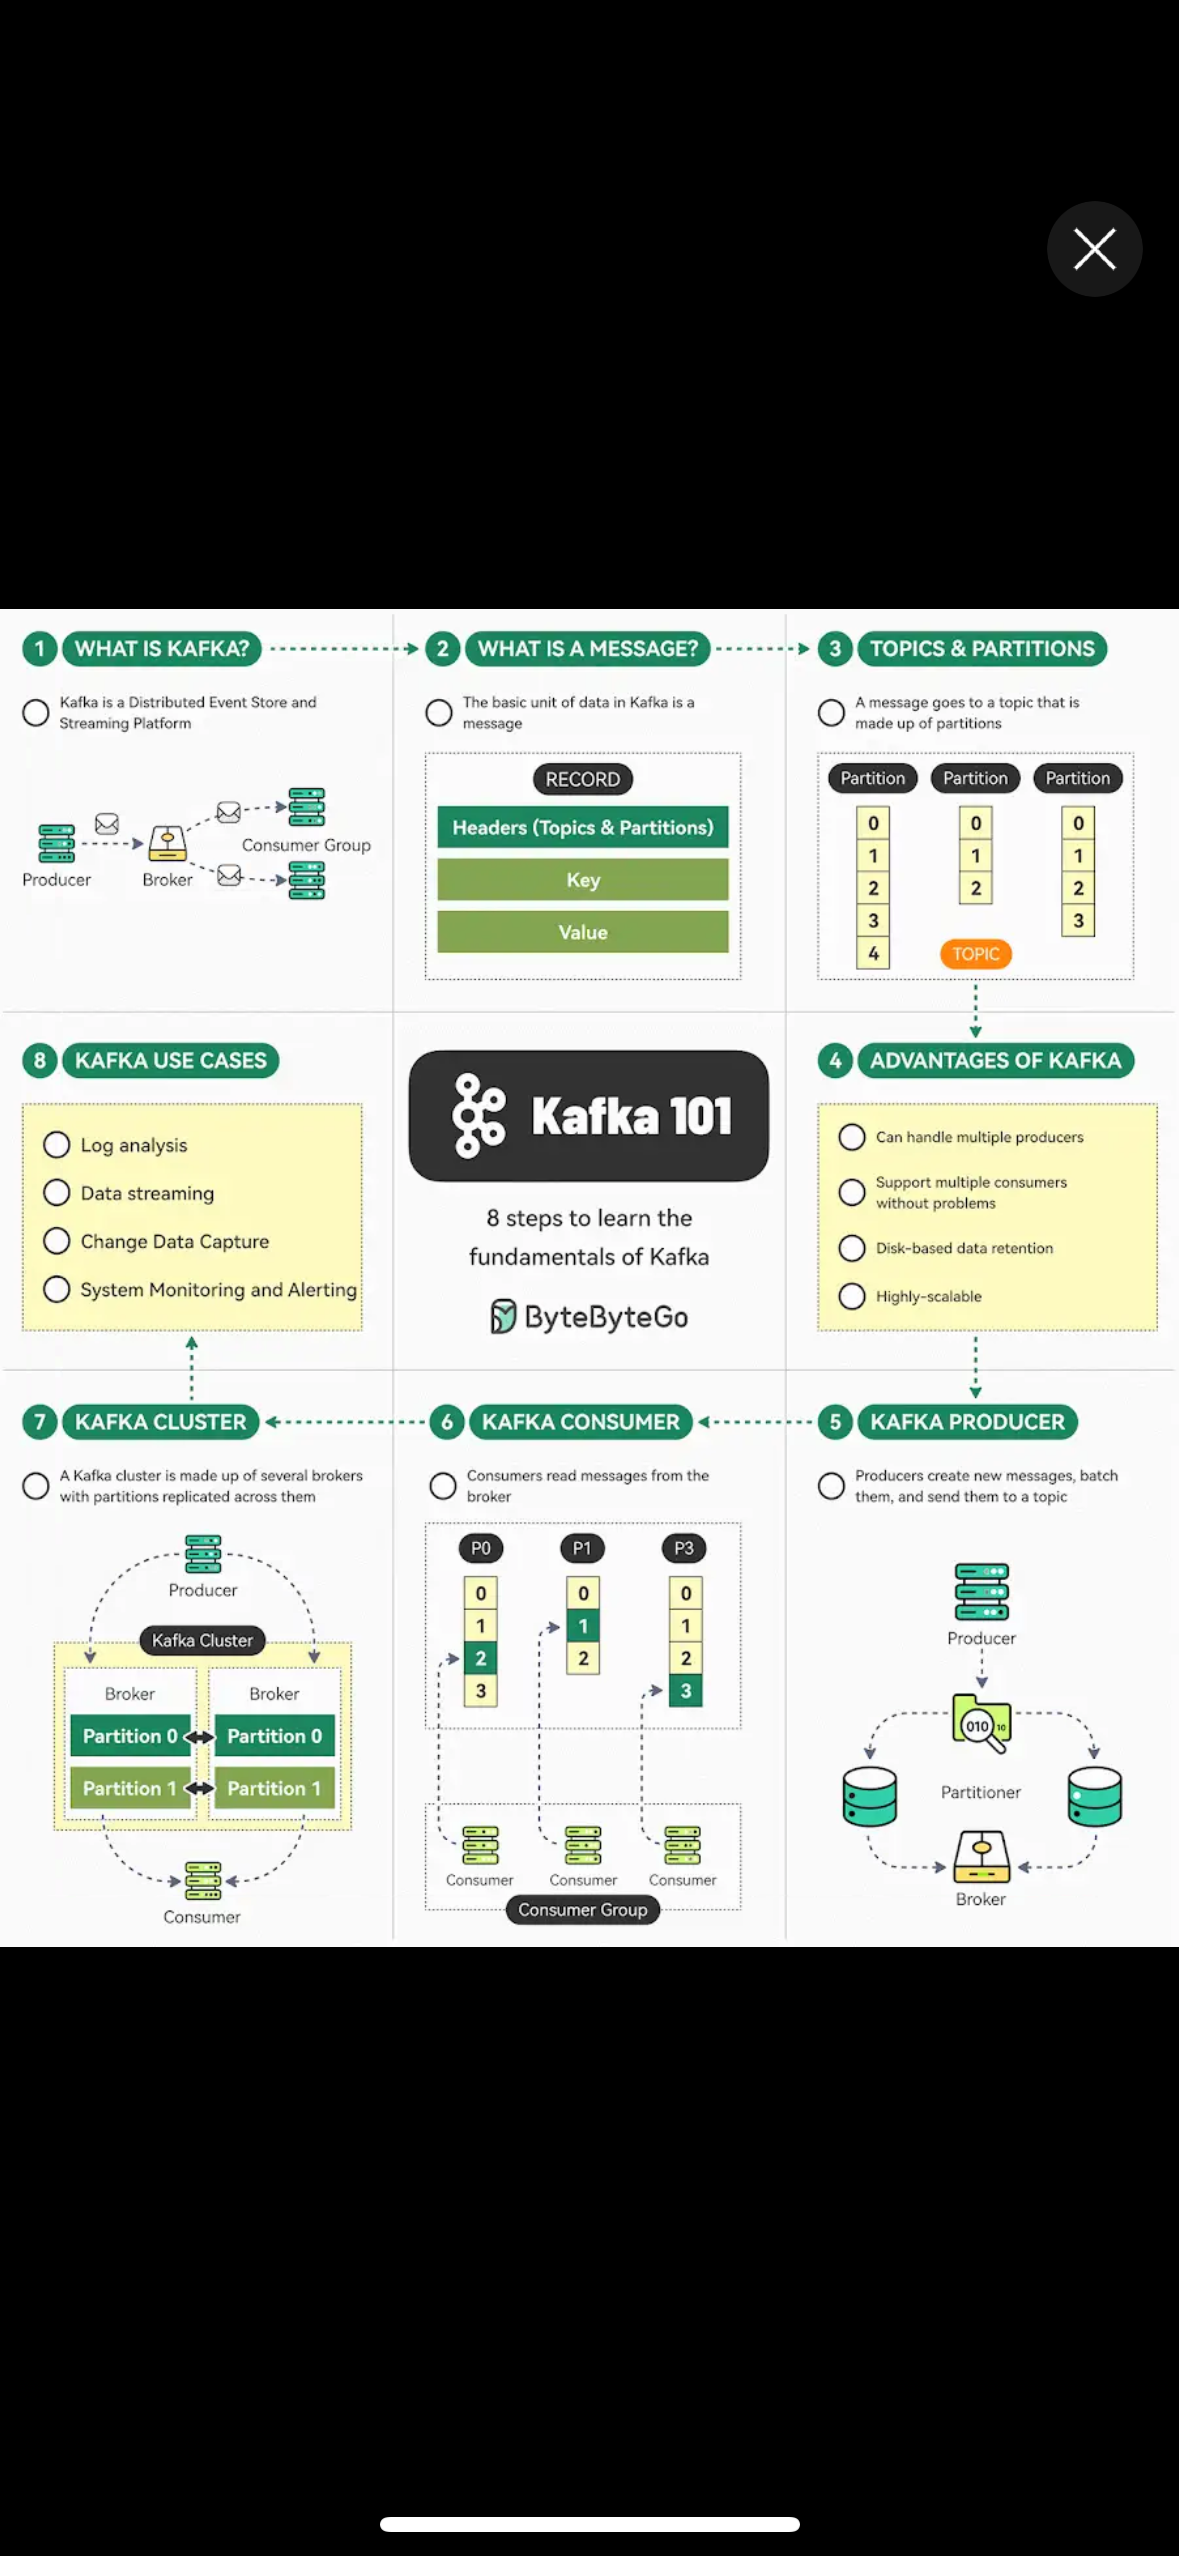 1 WHAT IS KAFKA?
Kafka is a Distributed Event Store and
Streaming Platform
Producer
Broker
Consumer Group
2 WHAT IS A MESSAGE?
The basic unit of data in Kafka is a
message
RECORD
Headers (Topics & Partitions)
Key
Value
3 TOPICS & PARTITIONS
A message goes to a topic that is
made up of partitions
Partition Partition Partition
0 0 0
1 1 1
2 2 2
3 3
4
TOPIC
8 KAFKA USE CASES
Log analysis
Data streaming
Change Data Capture
System Monitoring and Alerting
Kafka 101
8 steps to learn the
fundamentals of Kafka
ByteByteGo
4 ADVANTAGES OF KAFKA
Can handle multiple producers
Support multiple consumers
without problems
Disk-based data retention
Highly-scalable
7 KAFKA CLUSTER
A Kafka cluster is made up of several brokers
with partitions replicated across them
Producer
Kafka Cluster
Broker Broker
Partition 0 Partition 0
Partition 1 Partition 1
Consumer
6 KAFKA CONSUMER
Consumers read messages from the
broker
P0 P1 P3
0 0 0
1 1 1
2 2 2
3 3
Consumer Consumer Consumer
Consumer Group
5 KAFKA PRODUCER
Producers create new messages, batch
them, and send them to a topic
Producer
010 10
Partitioner
Broker